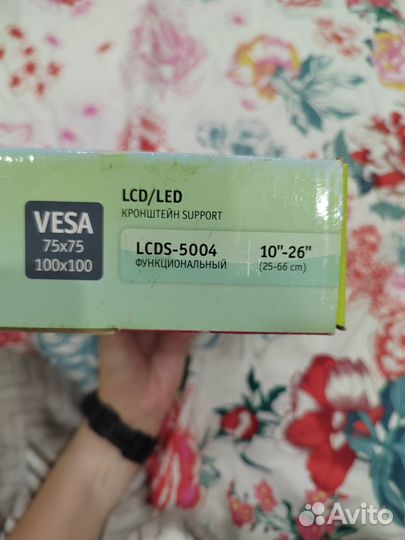 VESA
75x75
100x100
LCD/LED
КРОНШТЕЙН SUPPORT
LCDS-5004
ФУНКЦИОНАЛЬНЫЙ
10"-26"
(25-66 cm)
Avito